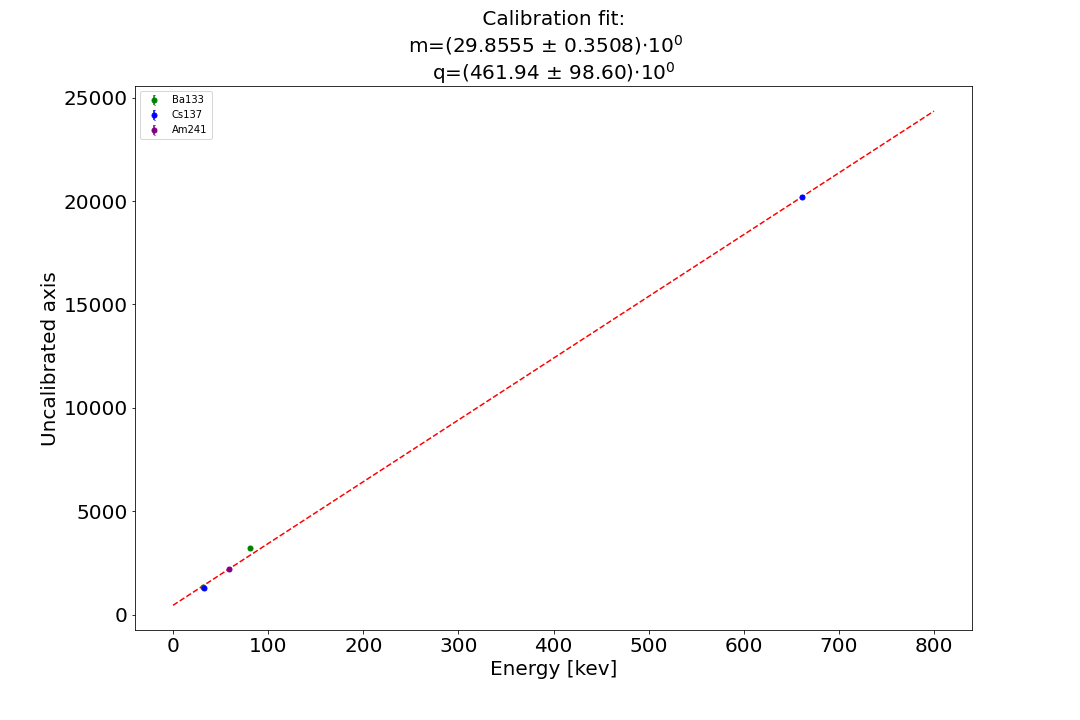 Calibration fit:
m=(29.8555 ± 0.3508)·10⁰
q=(461.94 ± 98.60)·10⁰
Ba133
Cs137
Am241
25000
20000
15000
10000
5000
0
Uncalibrated axis
0 100 200 300 400 500 600 700 800
Energy [kev]